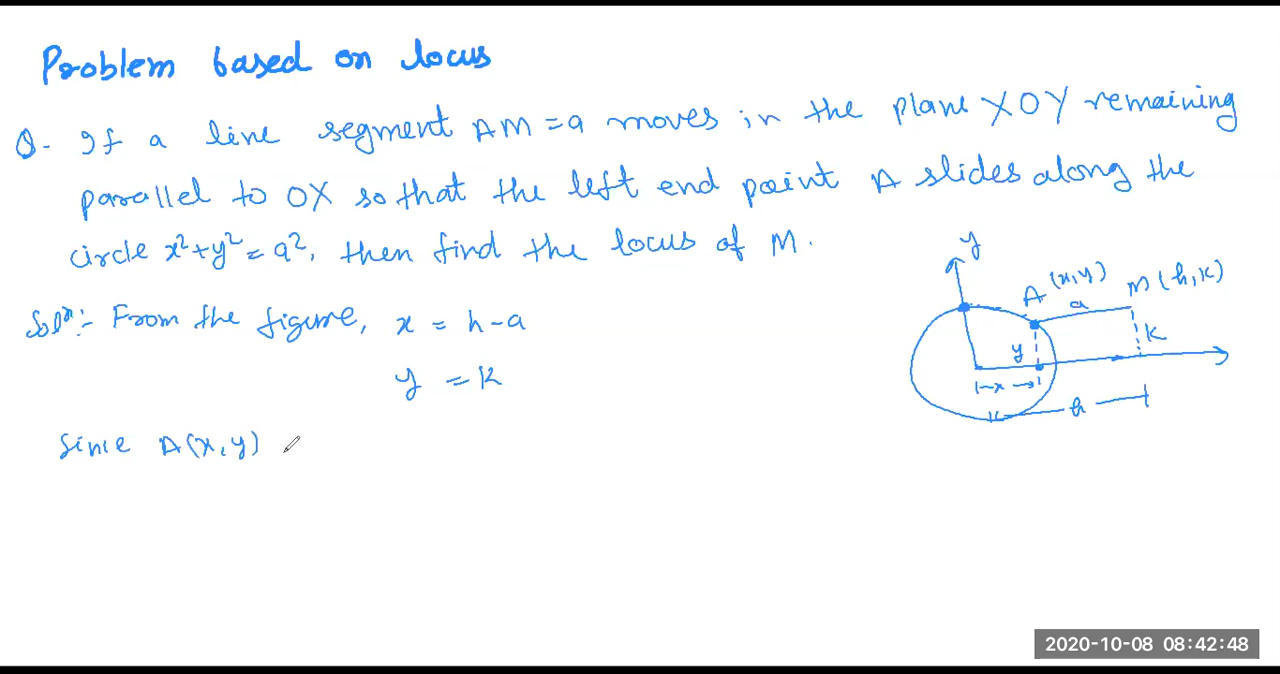 Problem based on locus
Q- If a line segment AM = a moves in the plane XOY remaining
parallel to OX so that the left end point A slides along the
circle x²+y² = a², then find the locus of M.
Solⁿ:- From the figure, x = h-a
y = k
Since A(x,y)
y
A (x,y)
M (h,k)
a
y
k
x
h
2020-10-08 08:42:48